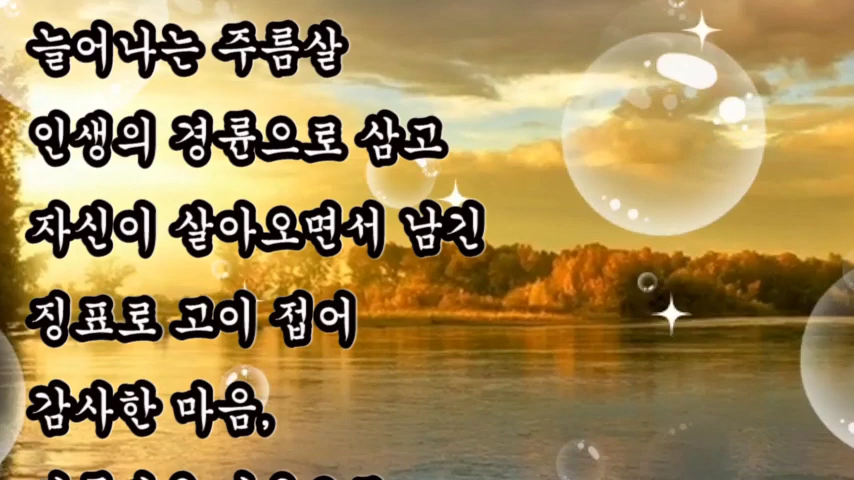 늘어나는 주름살
인생의 경륜으로 삼고
자신이 살아오면서 남긴
징표로 고이 접어
감사한 마음,